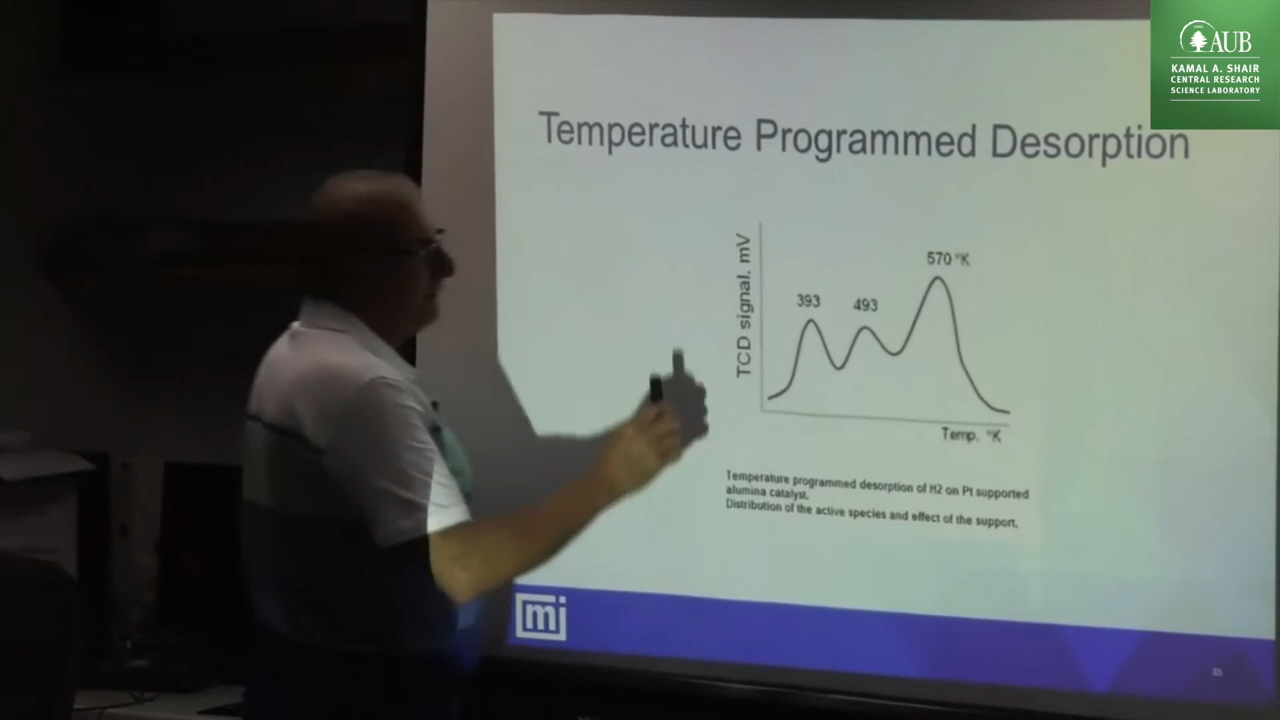 AUB
KAMAL A. SHAIR
CENTRAL RESEARCH
SCIENCE LABORATORY
Temperature Programmed Desorption
TCD signal. mV
393
493
570 °K
Temp. °K
Temperature programmed desorption of H2 on Pt supported
alumina catalyst.
Distribution of the active species and effect of the support.
mi